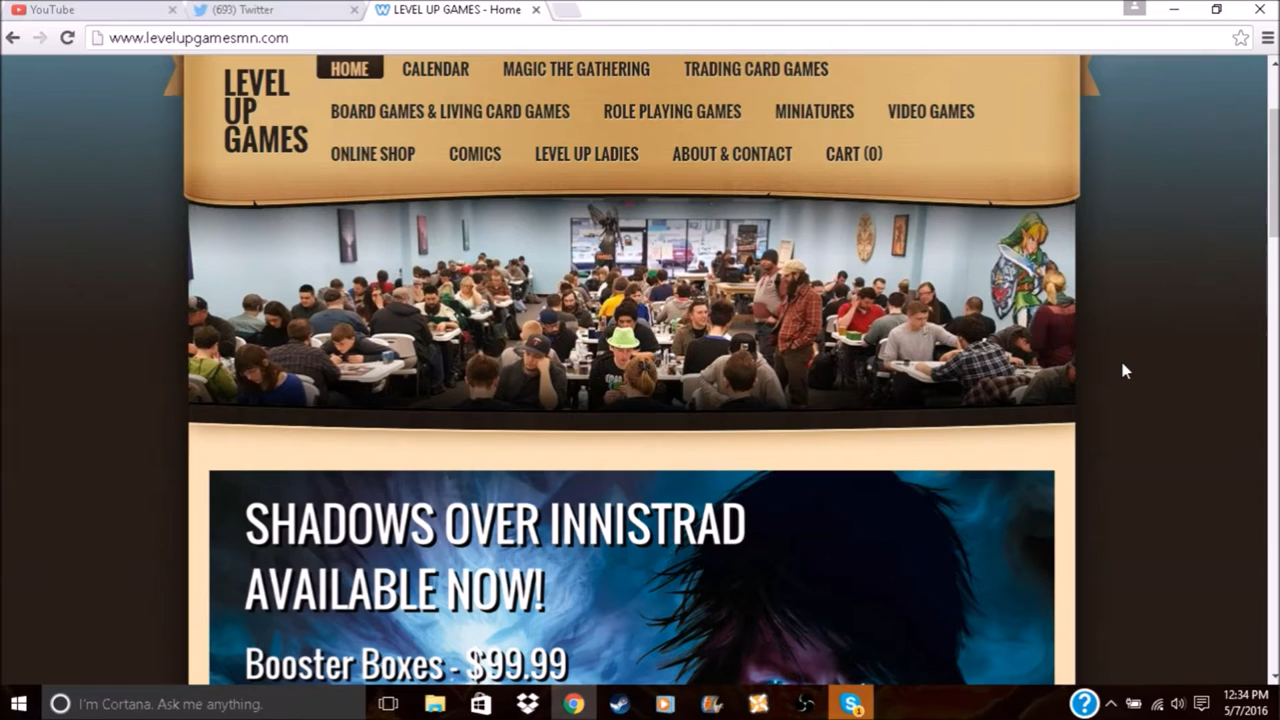 YouTube
(693) Twitter
LEVEL UP GAMES - Home
www.levelupgamesmn.com
LEVEL
UP
GAMES
HOME
CALENDAR
MAGIC THE GATHERING
TRADING CARD GAMES
BOARD GAMES & LIVING CARD GAMES
ROLE PLAYING GAMES
MINIATURES
VIDEO GAMES
ONLINE SHOP
COMICS
LEVEL UP LADIES
ABOUT & CONTACT
CART (0)
SHADOWS OVER INNISTRAD
AVAILABLE NOW!
Booster Boxes - $99.99
I'm Cortana. Ask me anything.
12:34 PM
5/7/2016